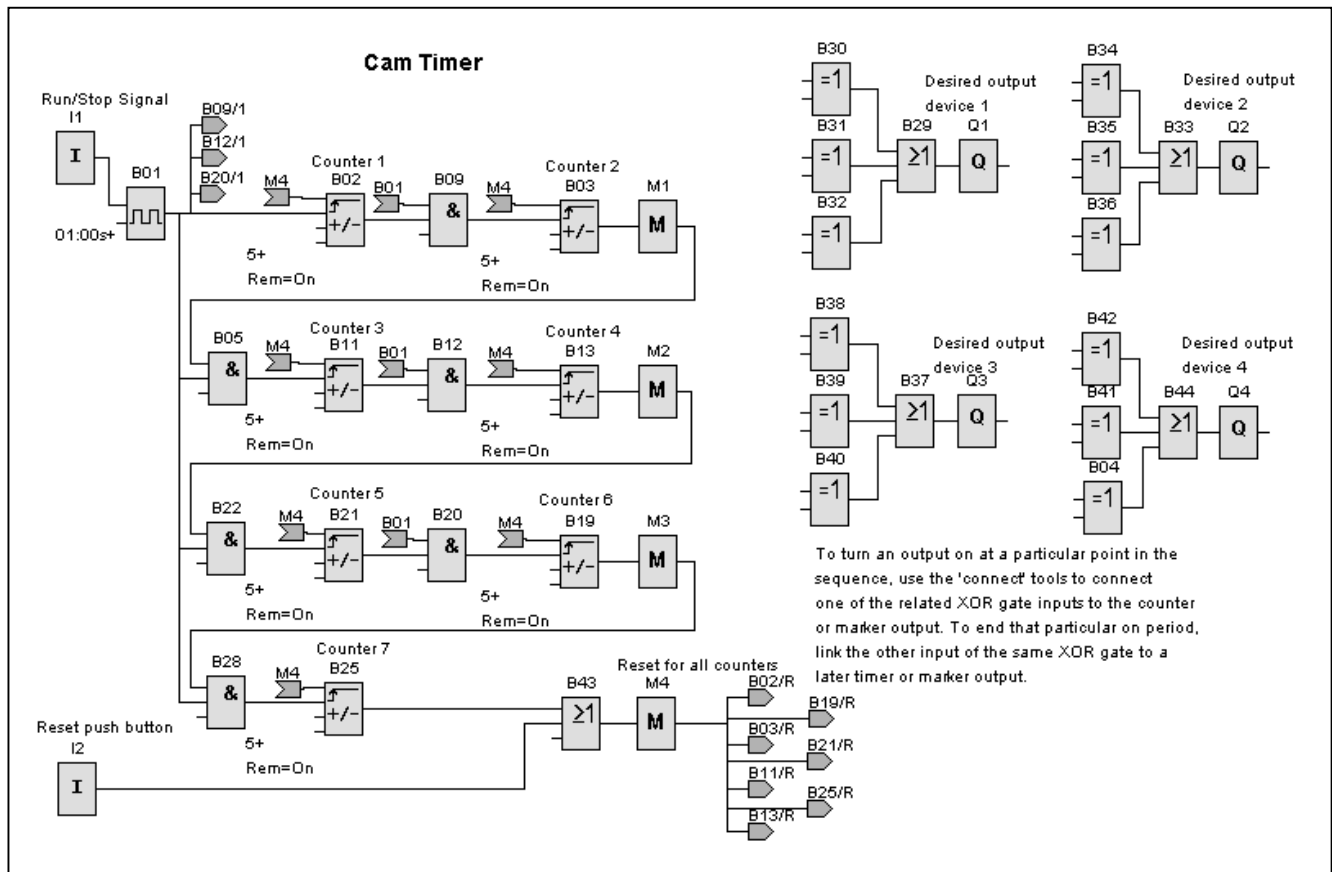 Cam Timer
Run/Stop Signal
I1
I
B01
01:00s+
B09/1
B12/1
B20/1
Counter 1
M4
B02
+/-
5+
Rem=On
B01
B09
&
Counter 2
M4
B03
+/-
5+
Rem=On
M1
M
B05
&
Counter 3
M4
B11
+/-
5+
Rem=On
B01
B12
&
Counter 4
M4
B13
+/-
5+
Rem=On
M2
M
B22
&
Counter 5
M4
B21
+/-
5+
Rem=On
B01
B20
&
Counter 6
M4
B19
+/-
5+
Rem=On
M3
M
B28
&
Counter 7
M4
B25
+/-
5+
Rem=On
Reset push button
I2
I
B43
≥1
Reset for all counters
M4
M
B02/R
B19/R
B03/R
B21/R
B11/R
B25/R
B13/R
B30
=1
B31
=1
B32
=1
Desired output
device 1
B29
≥1
Q1
Q
B34
=1
B35
=1
B36
=1
Desired output
device 2
B33
≥1
Q2
Q
B38
=1
B39
=1
B40
=1
Desired output
device 3
B37
≥1
Q3
Q
B42
=1
B41
=1
B04
=1
Desired output
device 4
B44
≥1
Q4
Q
To turn an output on at a particular point in the
sequence, use the 'connect' tools to connect
one of the related XOR gate inputs to the counter
or marker output. To end that particular on period,
link the other input of the same XOR gate to a
later timer or marker output.